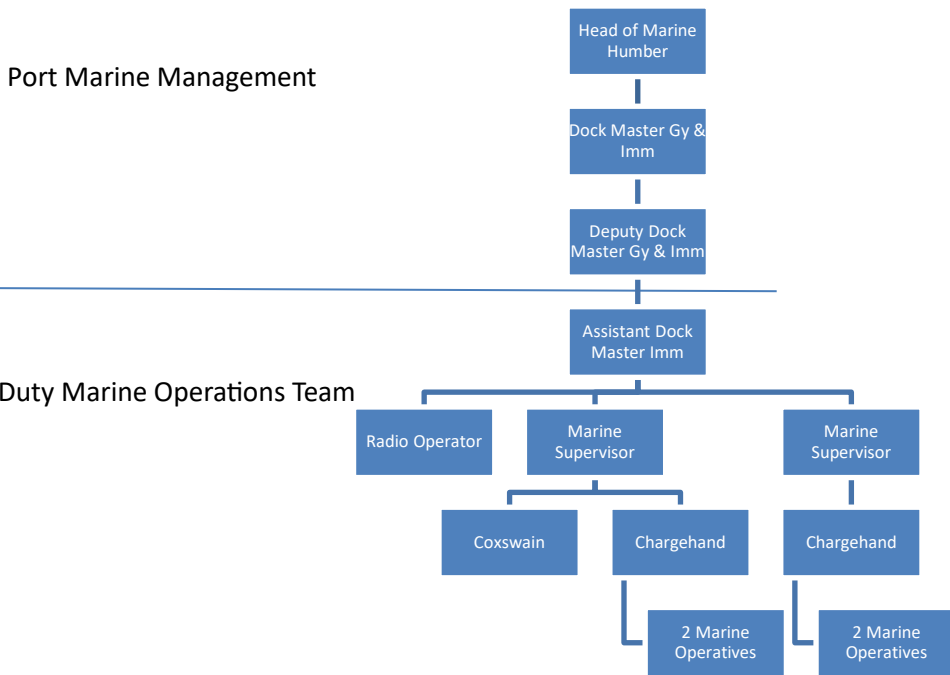 Head of Marine
Humber
Port Marine Management
Dock Master Gy &
Imm
Deputy Dock
Master Gy & Imm
Assistant Dock
Master Imm
Duty Marine Operations Team
Radio Operator
Marine
Supervisor
Marine
Supervisor
Coxswain
Chargehand
Chargehand
2 Marine
Operatives
2 Marine
Operatives